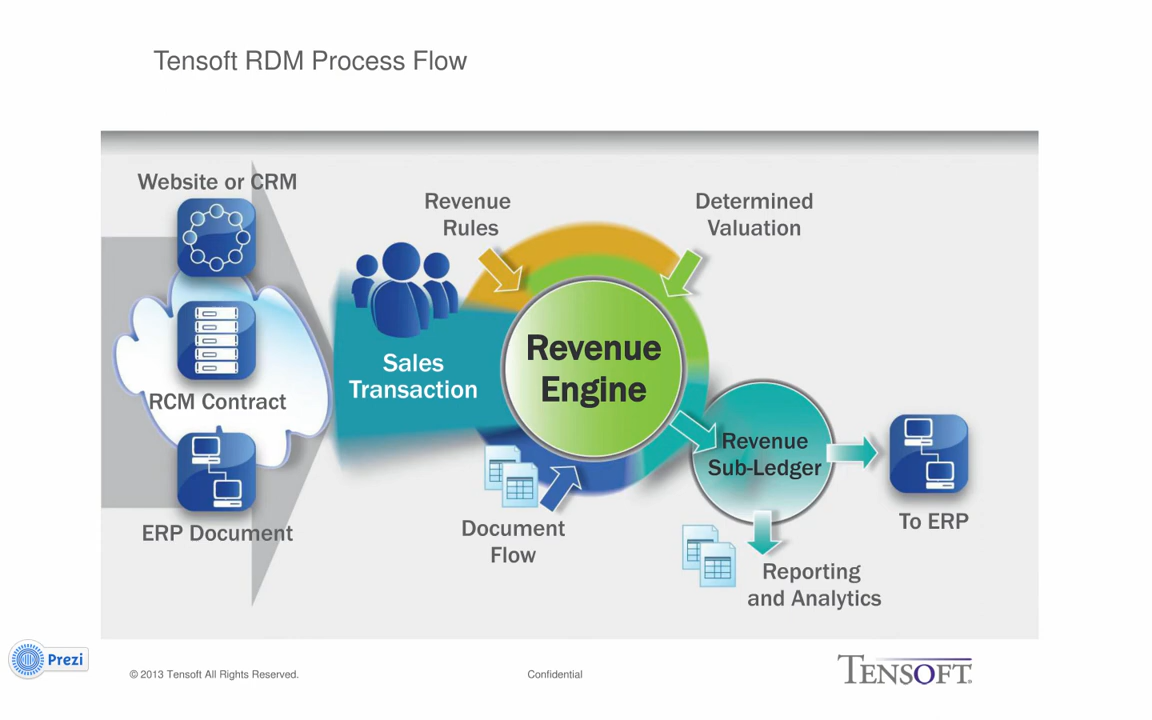 Tensoft RDM Process Flow
Website or CRM
RCM Contract
ERP Document
Sales
Transaction
Revenue
Rules
Determined
Valuation
Revenue
Engine
Document
Flow
Revenue
Sub-Ledger
To ERP
Reporting
and Analytics
Prezi
© 2013 Tensoft All Rights Reserved.
Confidential
TENSOFT®